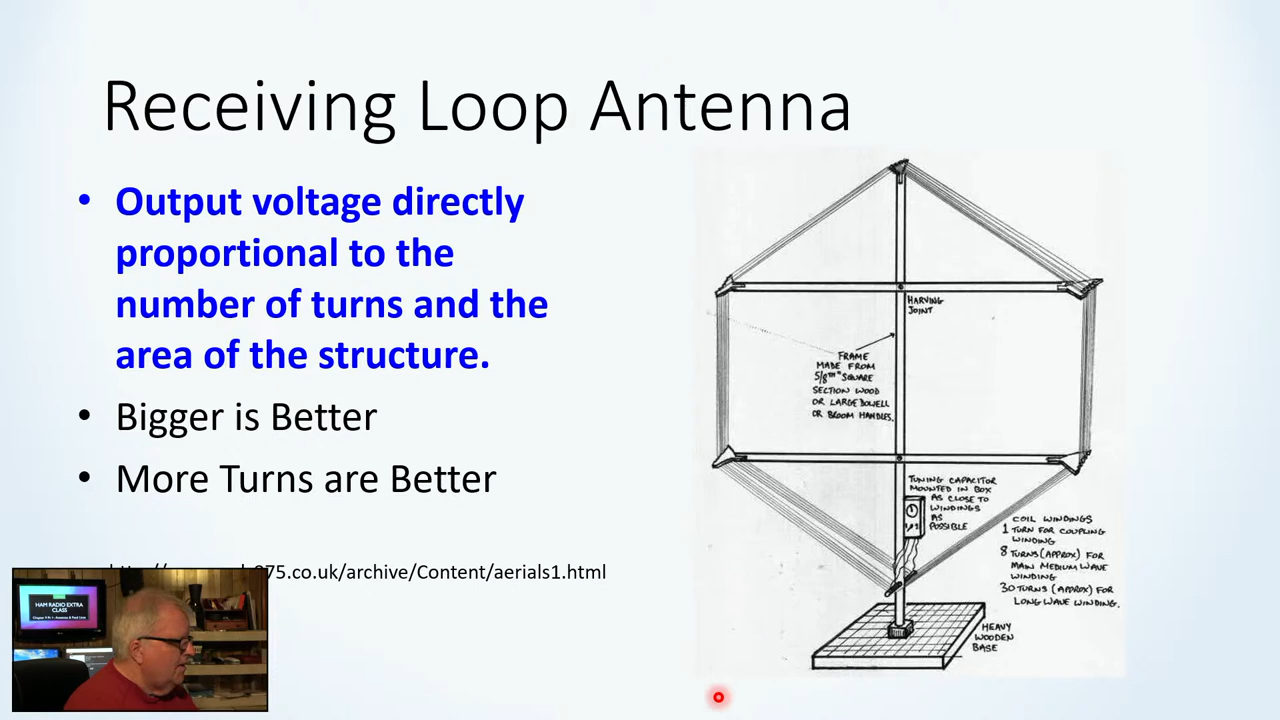 Receiving Loop Antenna
• Output voltage directly
proportional to the
number of turns and the
area of the structure.
• Bigger is Better
• More Turns are Better
075.co.uk/archive/Content/aerials1.html
HARVING
JOINT
FRAME
MADE FROM
5/8TH" SQUARE
SECTION WOOD
OR LARGE DOWELL
OR BROOM HANDLES.
TUNING CAPACITOR
MOUNTED IN BOX
AS CLOSE TO
WINDINGS
AS
POSSIBLE
COIL WINDINGS
1 TURN FOR COUPLING
WINDING
8 TURNS (APPROX) FOR
MAIN MEDIUM WAVE
WINDING
30 TURNS (APPROX) FOR
LONG WAVE WINDING.
HEAVY
WOODEN
BASE
HAM RADIO EXTRA
CLASS